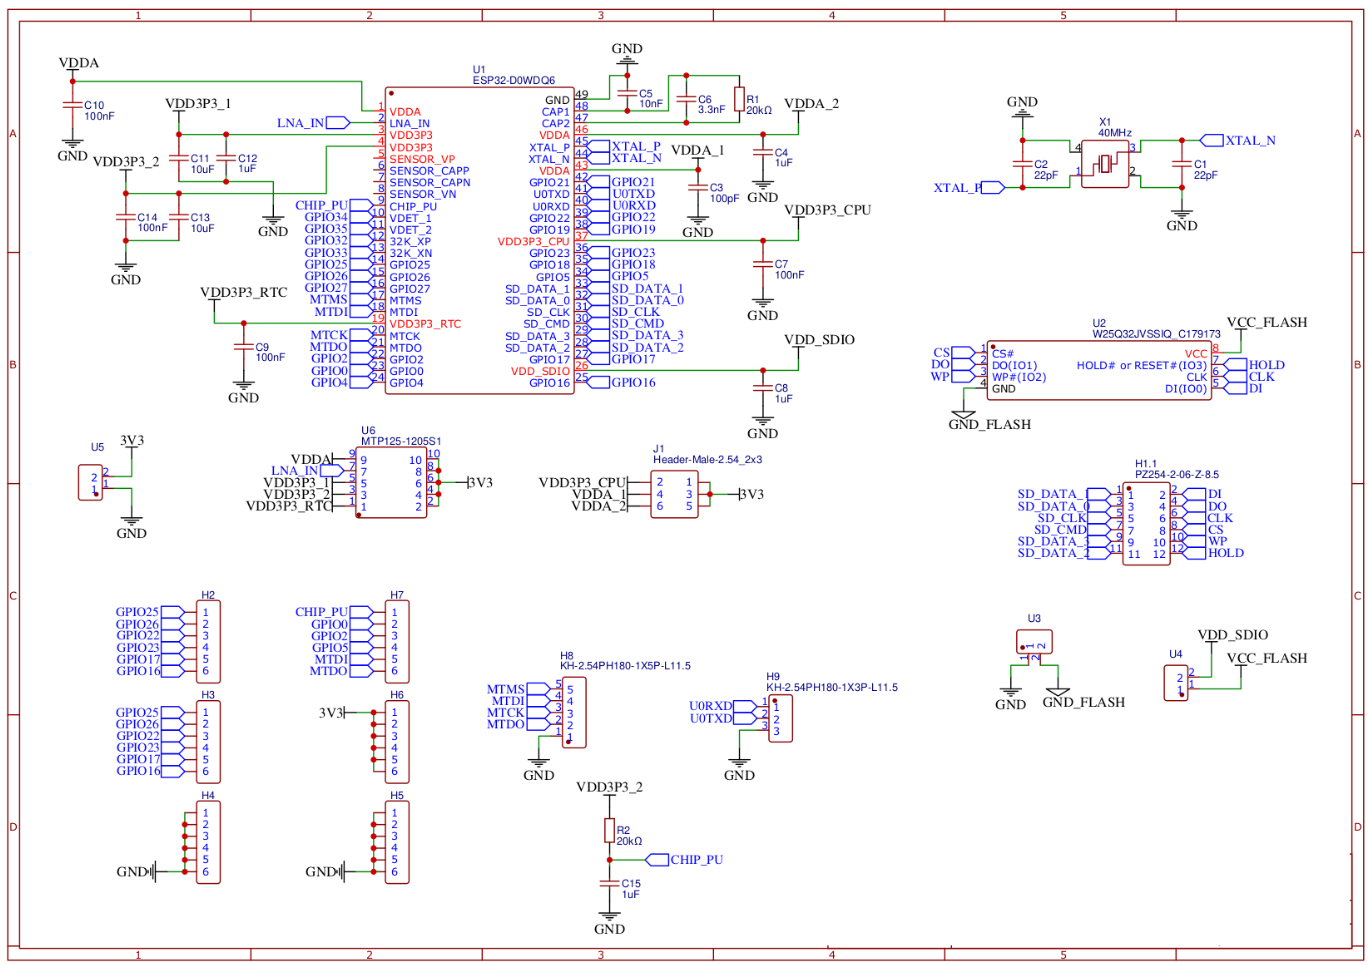 1 2 3 4 5
A
B
C
D
VDDA
C10
100nF
GND
VDD3P3_1
LNA_IN
C11
10uF
C12
1uF
VDD3P3_2
C14
100nF
C13
10uF
GND
GND
VDD3P3_RTC
C9
100nF
GND
U1
ESP32-D0WDQ6
1 VDDA
2 LNA_IN
3 VDD3P3
4 VDD3P3
5 SENSOR_VP
6 SENSOR_CAPP
7 SENSOR_CAPN
8 SENSOR_VN
CHIP_PU 9 CHIP_PU
GPIO34 10 VDET_1
GPIO35 11 VDET_2
GPIO32 12 32K_XP
GPIO33 13 32K_XN
GPIO25 14 GPIO25
GPIO26 15 GPIO26
GPIO27 16 GPIO27
MTMS 17 MTMS
MTDI 18 MTDI
19 VDD3P3_RTC
MTCK 20 MTCK
MTDO 21 MTDO
GPIO2 22 GPIO2
GPIO0 23 GPIO0
GPIO4 24 GPIO4
GND 49
CAP1 48
CAP2 47
VDDA 46
XTAL_P 45 XTAL_P
XTAL_N 44 XTAL_N
VDDA 43
GPIO21 42 GPIO21
U0TXD 41 U0TXD
U0RXD 40 U0RXD
GPIO22 39 GPIO22
GPIO19 38 GPIO19
VDD3P3_CPU 37
GPIO23 36 GPIO23
GPIO18 35 GPIO18
GPIO5 34 GPIO5
SD_DATA_1 33 SD_DATA_1
SD_DATA_0 32 SD_DATA_0
SD_CLK 31 SD_CLK
SD_CMD 30 SD_CMD
SD_DATA_3 29 SD_DATA_3
SD_DATA_2 28 SD_DATA_2
GPIO17 27 GPIO17
VDD_SDIO 26
GPIO16 25 GPIO16
GND
C5
10nF
C6
3.3nF
R1
20kΩ
VDDA_2
C4
1uF
GND
VDDA_1
C3
100pF
GND
VDD3P3_CPU
C7
100nF
GND
VDD_SDIO
C8
1uF
GND
GND
X1
40MHz
4 3
1 2
C2
22pF
C1
22pF
XTAL_N
XTAL_P
GND
U2
W25Q32JVSSIQ_C179173
VCC_FLASH
CS 1 CS# VCC 8
DO 2 DO(IO1) HOLD# or RESET#(IO3) 7 HOLD
WP 3 WP#(IO2) CLK 6 CLK
4 GND DI(IO0) 5 DI
GND_FLASH
U5
3V3
2 2
1 1
GND
U6
MTP125-1205S1
VDDA 9 9 10 10
LNA_IN 7 7 8 8
VDD3P3_1 5 5 6 6 3V3
VDD3P3_2 3 3 4 4
VDD3P3_RTC 1 1 2 2
J1
Header-Male-2.54_2x3
VDD3P3_CPU 2 1
VDDA_1 4 3 3V3
VDDA_2 6 5
H1.1
PZ254-2-06-Z-8.5
SD_DATA_1 1 1 2 2 DI
SD_DATA_0 3 3 4 4 DO
SD_CLK 5 5 6 6 CLK
SD_CMD 7 7 8 8 CS
SD_DATA_3 9 9 10 10 WP
SD_DATA_2 11 11 12 12 HOLD
H2
GPIO25 1
GPIO26 2
GPIO22 3
GPIO23 4
GPIO17 5
GPIO16 6
H7
CHIP_PU 1
GPIO0 2
GPIO2 3
GPIO5 4
MTDI 5
MTDO 6
H3
GPIO25 1
GPIO26 2
GPIO22 3
GPIO23 4
GPIO17 5
GPIO16 6
H6
3V3 1
2
3
4
5
6
H4
1
2
3
4
5
GND 6
H5
1
2
3
4
5
GND 6
H8
KH-2.54PH180-1X5P-L11.5
MTMS 5 5
MTDI 4 4
MTCK 3 3
MTDO 2 2
1 1
GND
H9
KH-2.54PH180-1X3P-L11.5
U0RXD 1 1
U0TXD 2 2
3 3
GND
VDD3P3_2
R2
20kΩ
CHIP_PU
C15
1uF
GND
U3
1 2
1 2
GND
GND_FLASH
U4
VDD_SDIO
VCC_FLASH
2 2
1 1
A
B
C
D
1 2 3 4 5